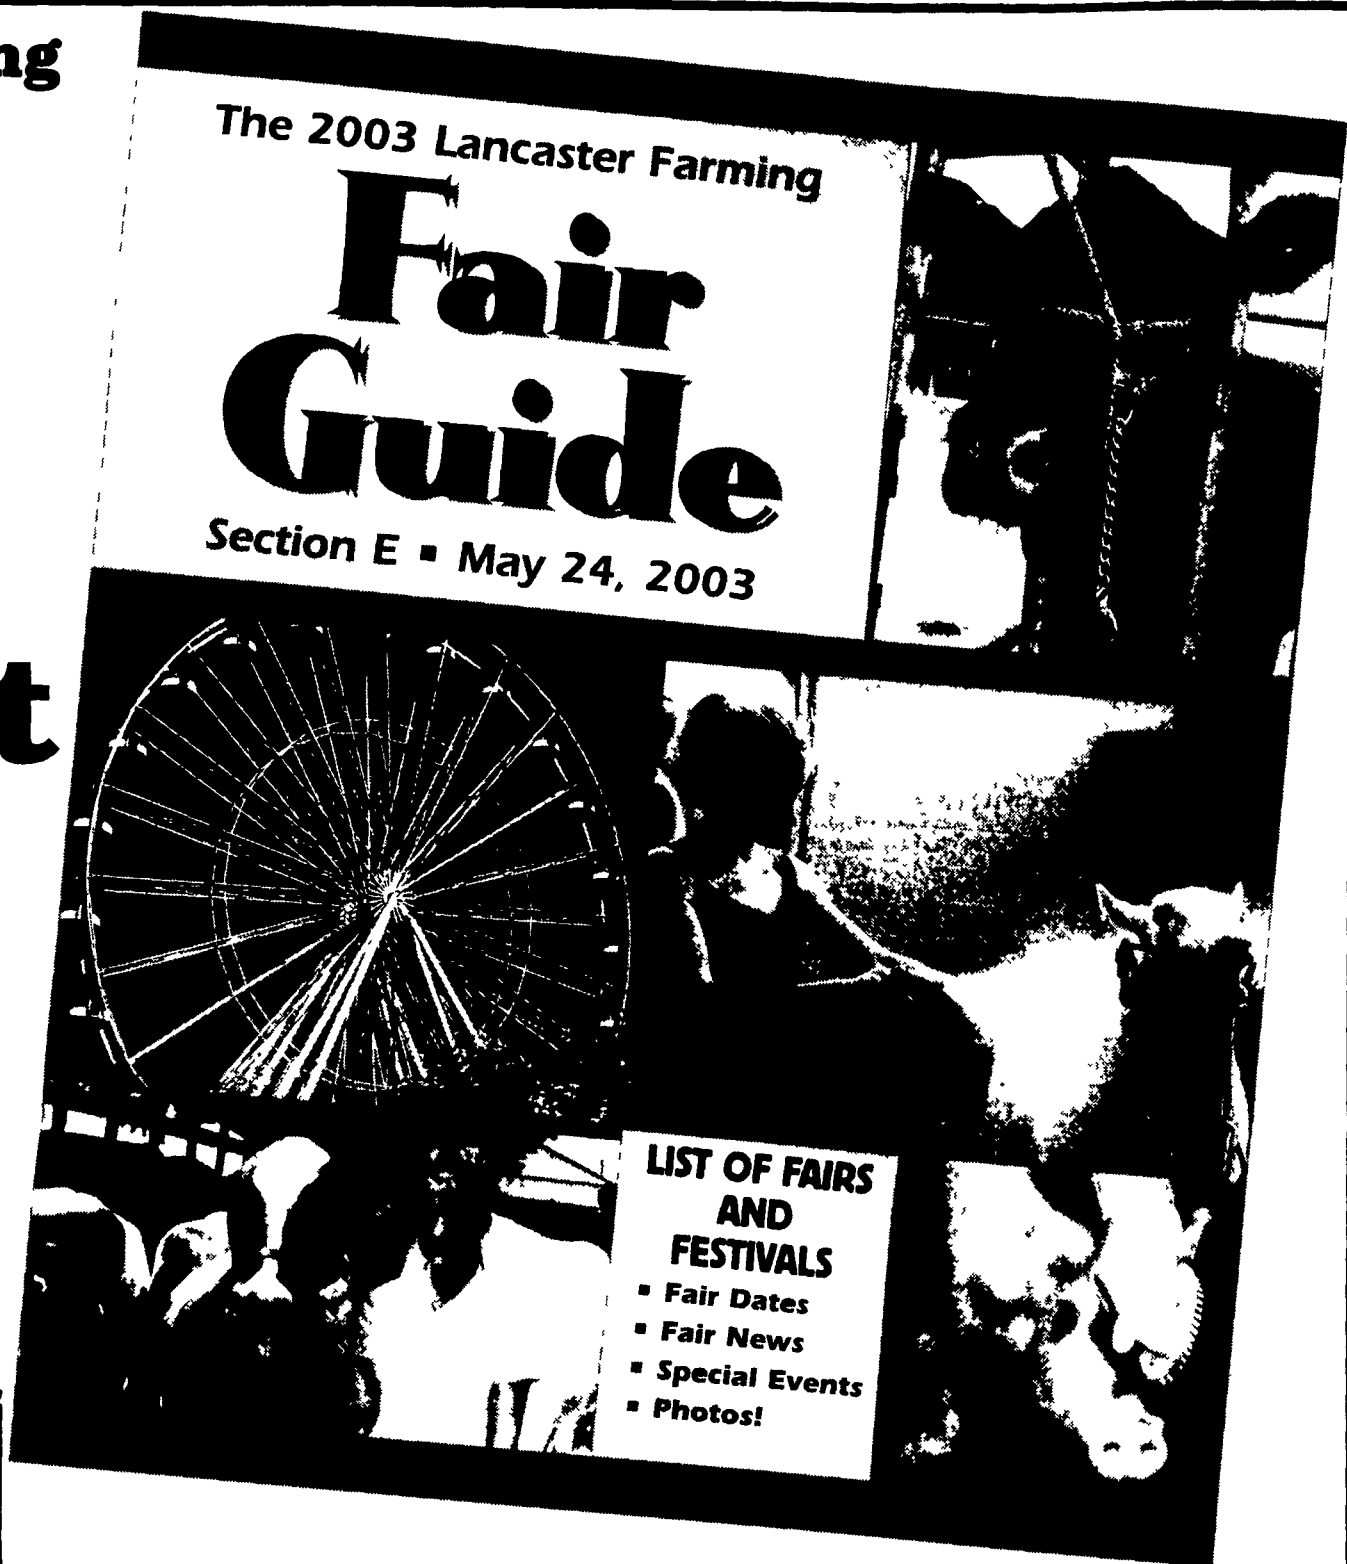 ng
t
The 2003 Lancaster Farming
Fair
Guide
Section E ▪ May 24, 2003
LIST OF FAIRS
AND
FESTIVALS
▪ Fair Dates
▪ Fair News
▪ Special Events
▪ Photos!